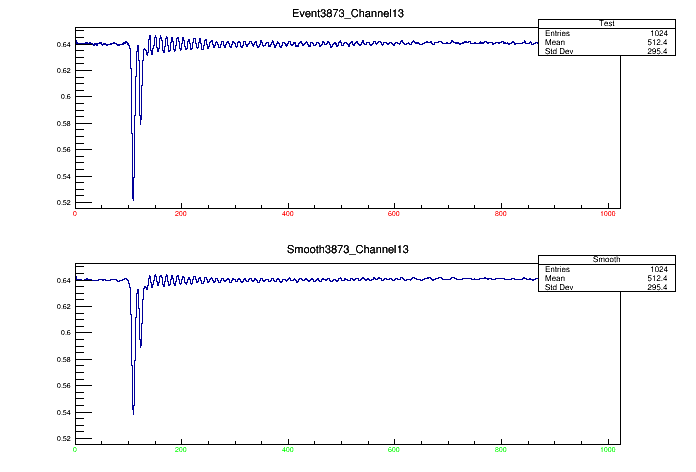 Event3873_Channel13
Test
Entries 1024
Mean 512.4
Std Dev 295.4
0.64
0.62
0.6
0.58
0.56
0.54
0.52
0 200 400 600 800 1000
Smooth3873_Channel13
Smooth
Entries 1024
Mean 512.4
Std Dev 295.4
0.64
0.62
0.6
0.58
0.56
0.54
0.52
0 200 400 600 800 1000